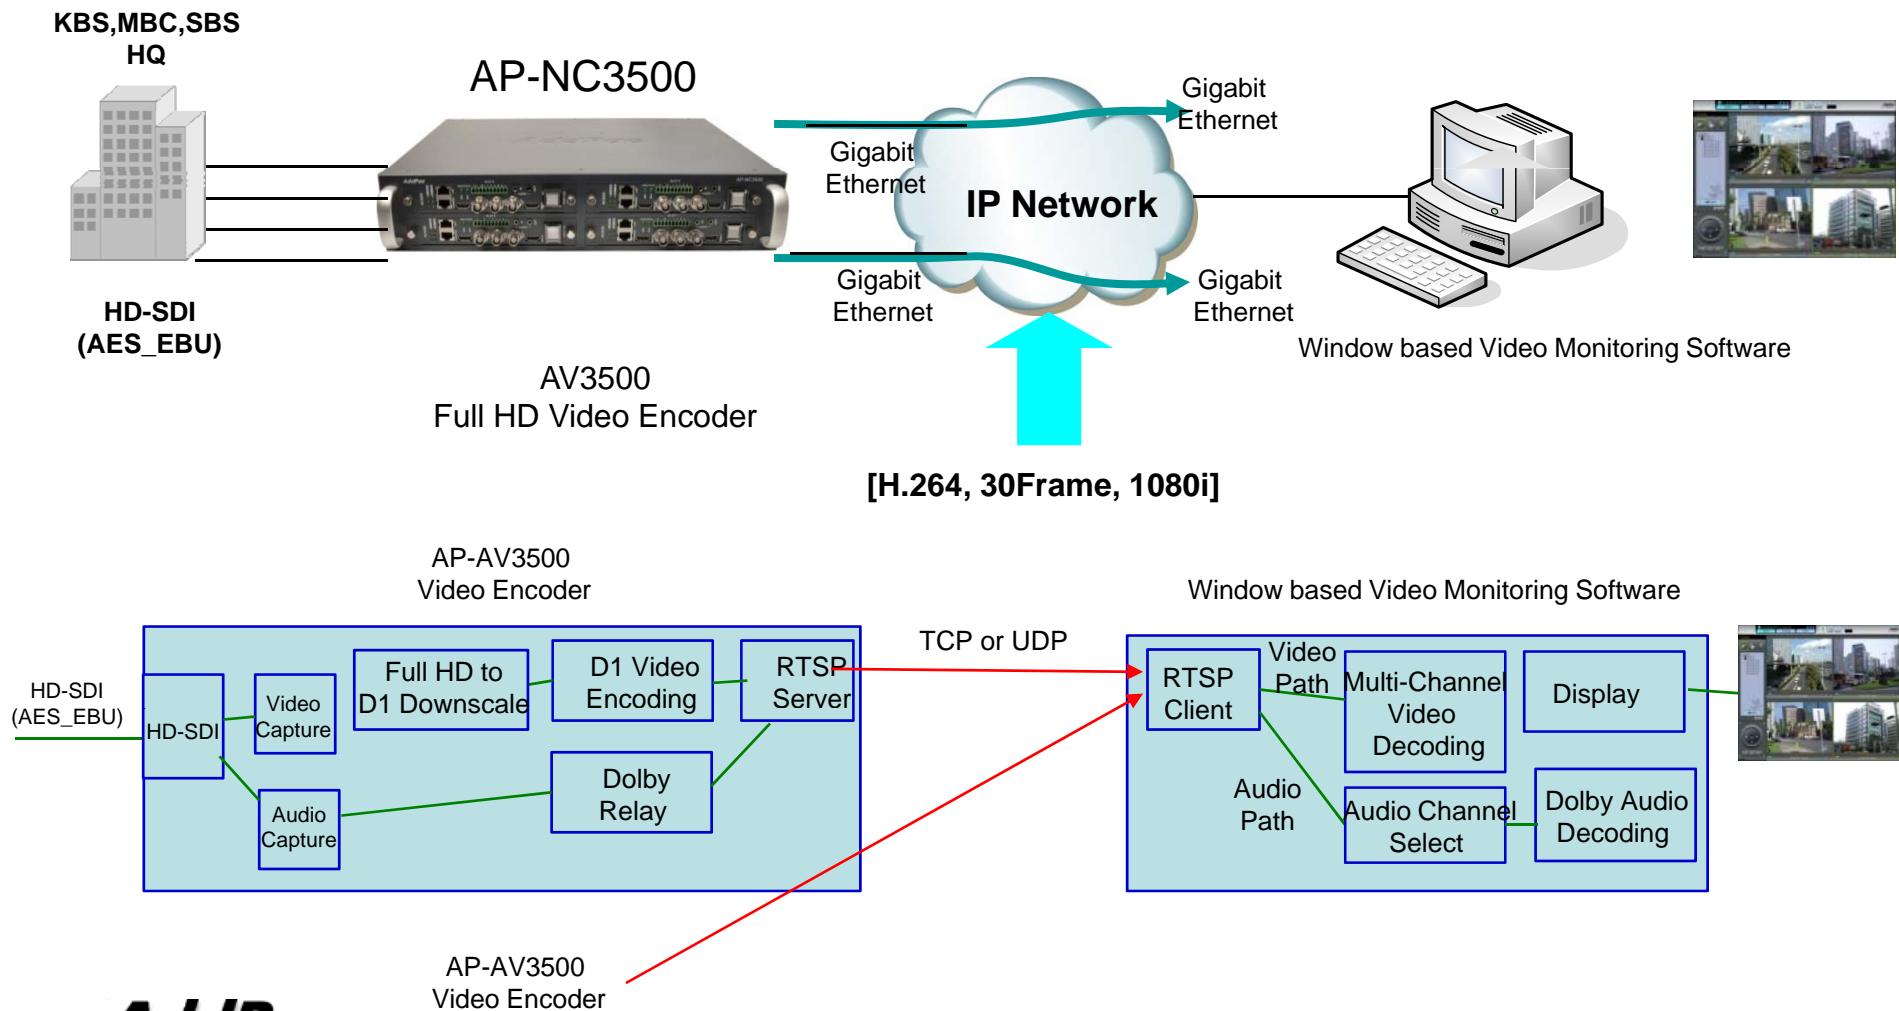 KBS,MBC,SBS
HQ
AP-NC3500
Gigabit
Ethernet
Gigabit
Ethernet
IP Network
AddPac
AP-NC3500
HD-SDI
(AES_EBU)
Gigabit
Ethernet
Gigabit
Ethernet
Window based Video Monitoring Software
AV3500
Full HD Video Encoder
[H.264, 30Frame, 1080i]
AP-AV3500
Video Encoder
Window based Video Monitoring Software
TCP or UDP
HD-SDI
(AES_EBU)
HD-SDI
Video
Capture
Full HD to
D1 Downscale
D1 Video
Encoding
RTSP
Server
Audio
Capture
Dolby
Relay
RTSP
Client
Video
Path
Multi-Channel
Video
Decoding
Display
Audio
Path
Audio Channel
Select
Dolby Audio
Decoding
AP-AV3500
Video Encoder